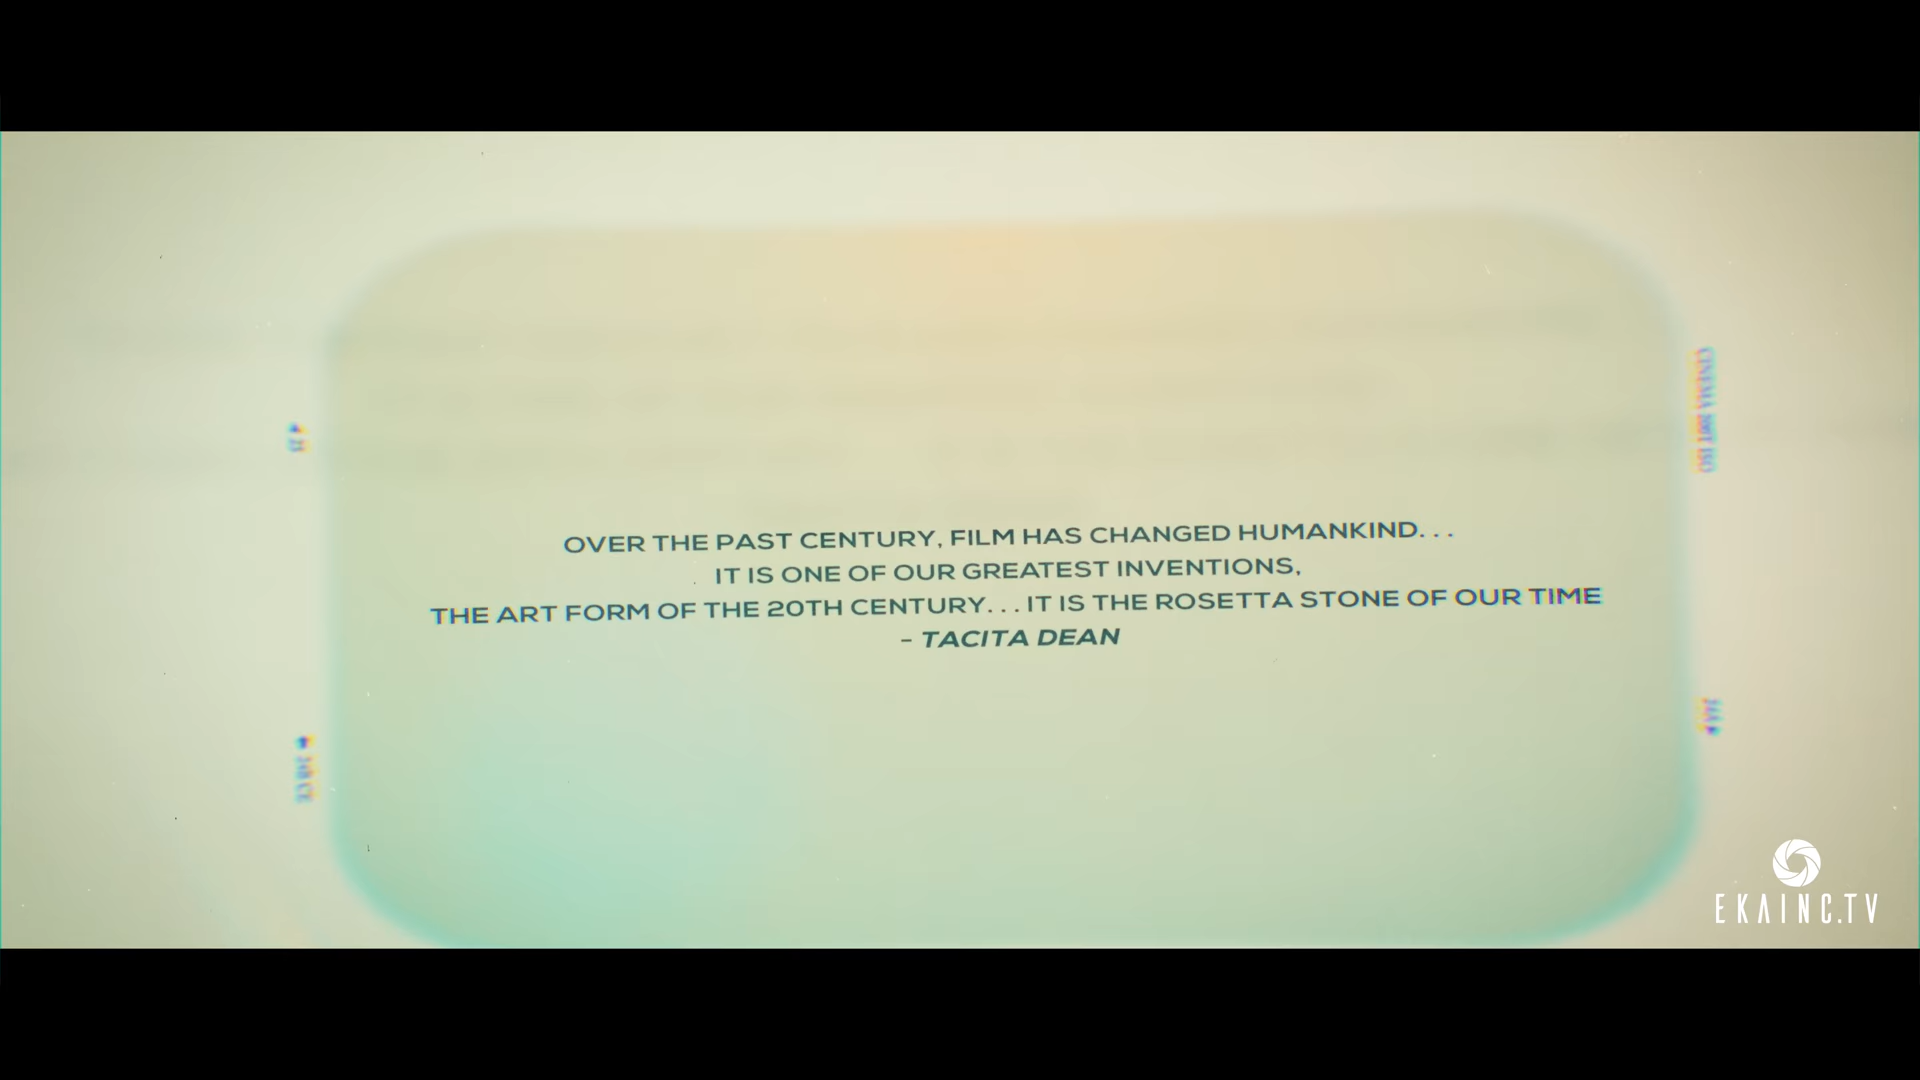 OVER THE PAST CENTURY, FILM HAS CHANGED HUMANKIND. . .
IT IS ONE OF OUR GREATEST INVENTIONS,
THE ART FORM OF THE 20TH CENTURY. . . IT IS THE ROSETTA STONE OF OUR TIME
- TACITA DEAN
EKAINC.TV